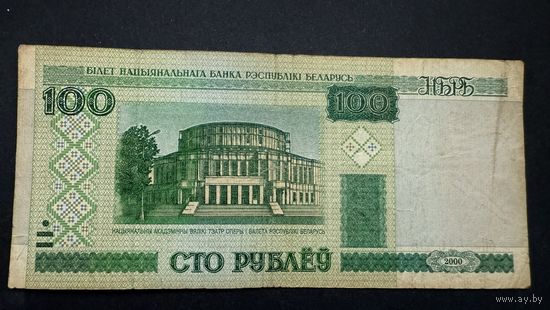 БІЛЕТ НАЦЫЯНАЛЬНАГА БАНКА РЭСПУБЛІКІ БЕЛАРУСЬ
100
100
НБРБ
НАЦЫЯНАЛЬНЫ АКАДЭМІЧНЫ ВЯЛІКІ ТЭАТР ОПЕРЫ І БАЛЕТА РЭСПУБЛІКІ БЕЛАРУСЬ
СТО РУБЛЁЎ
2000
www.ay.by